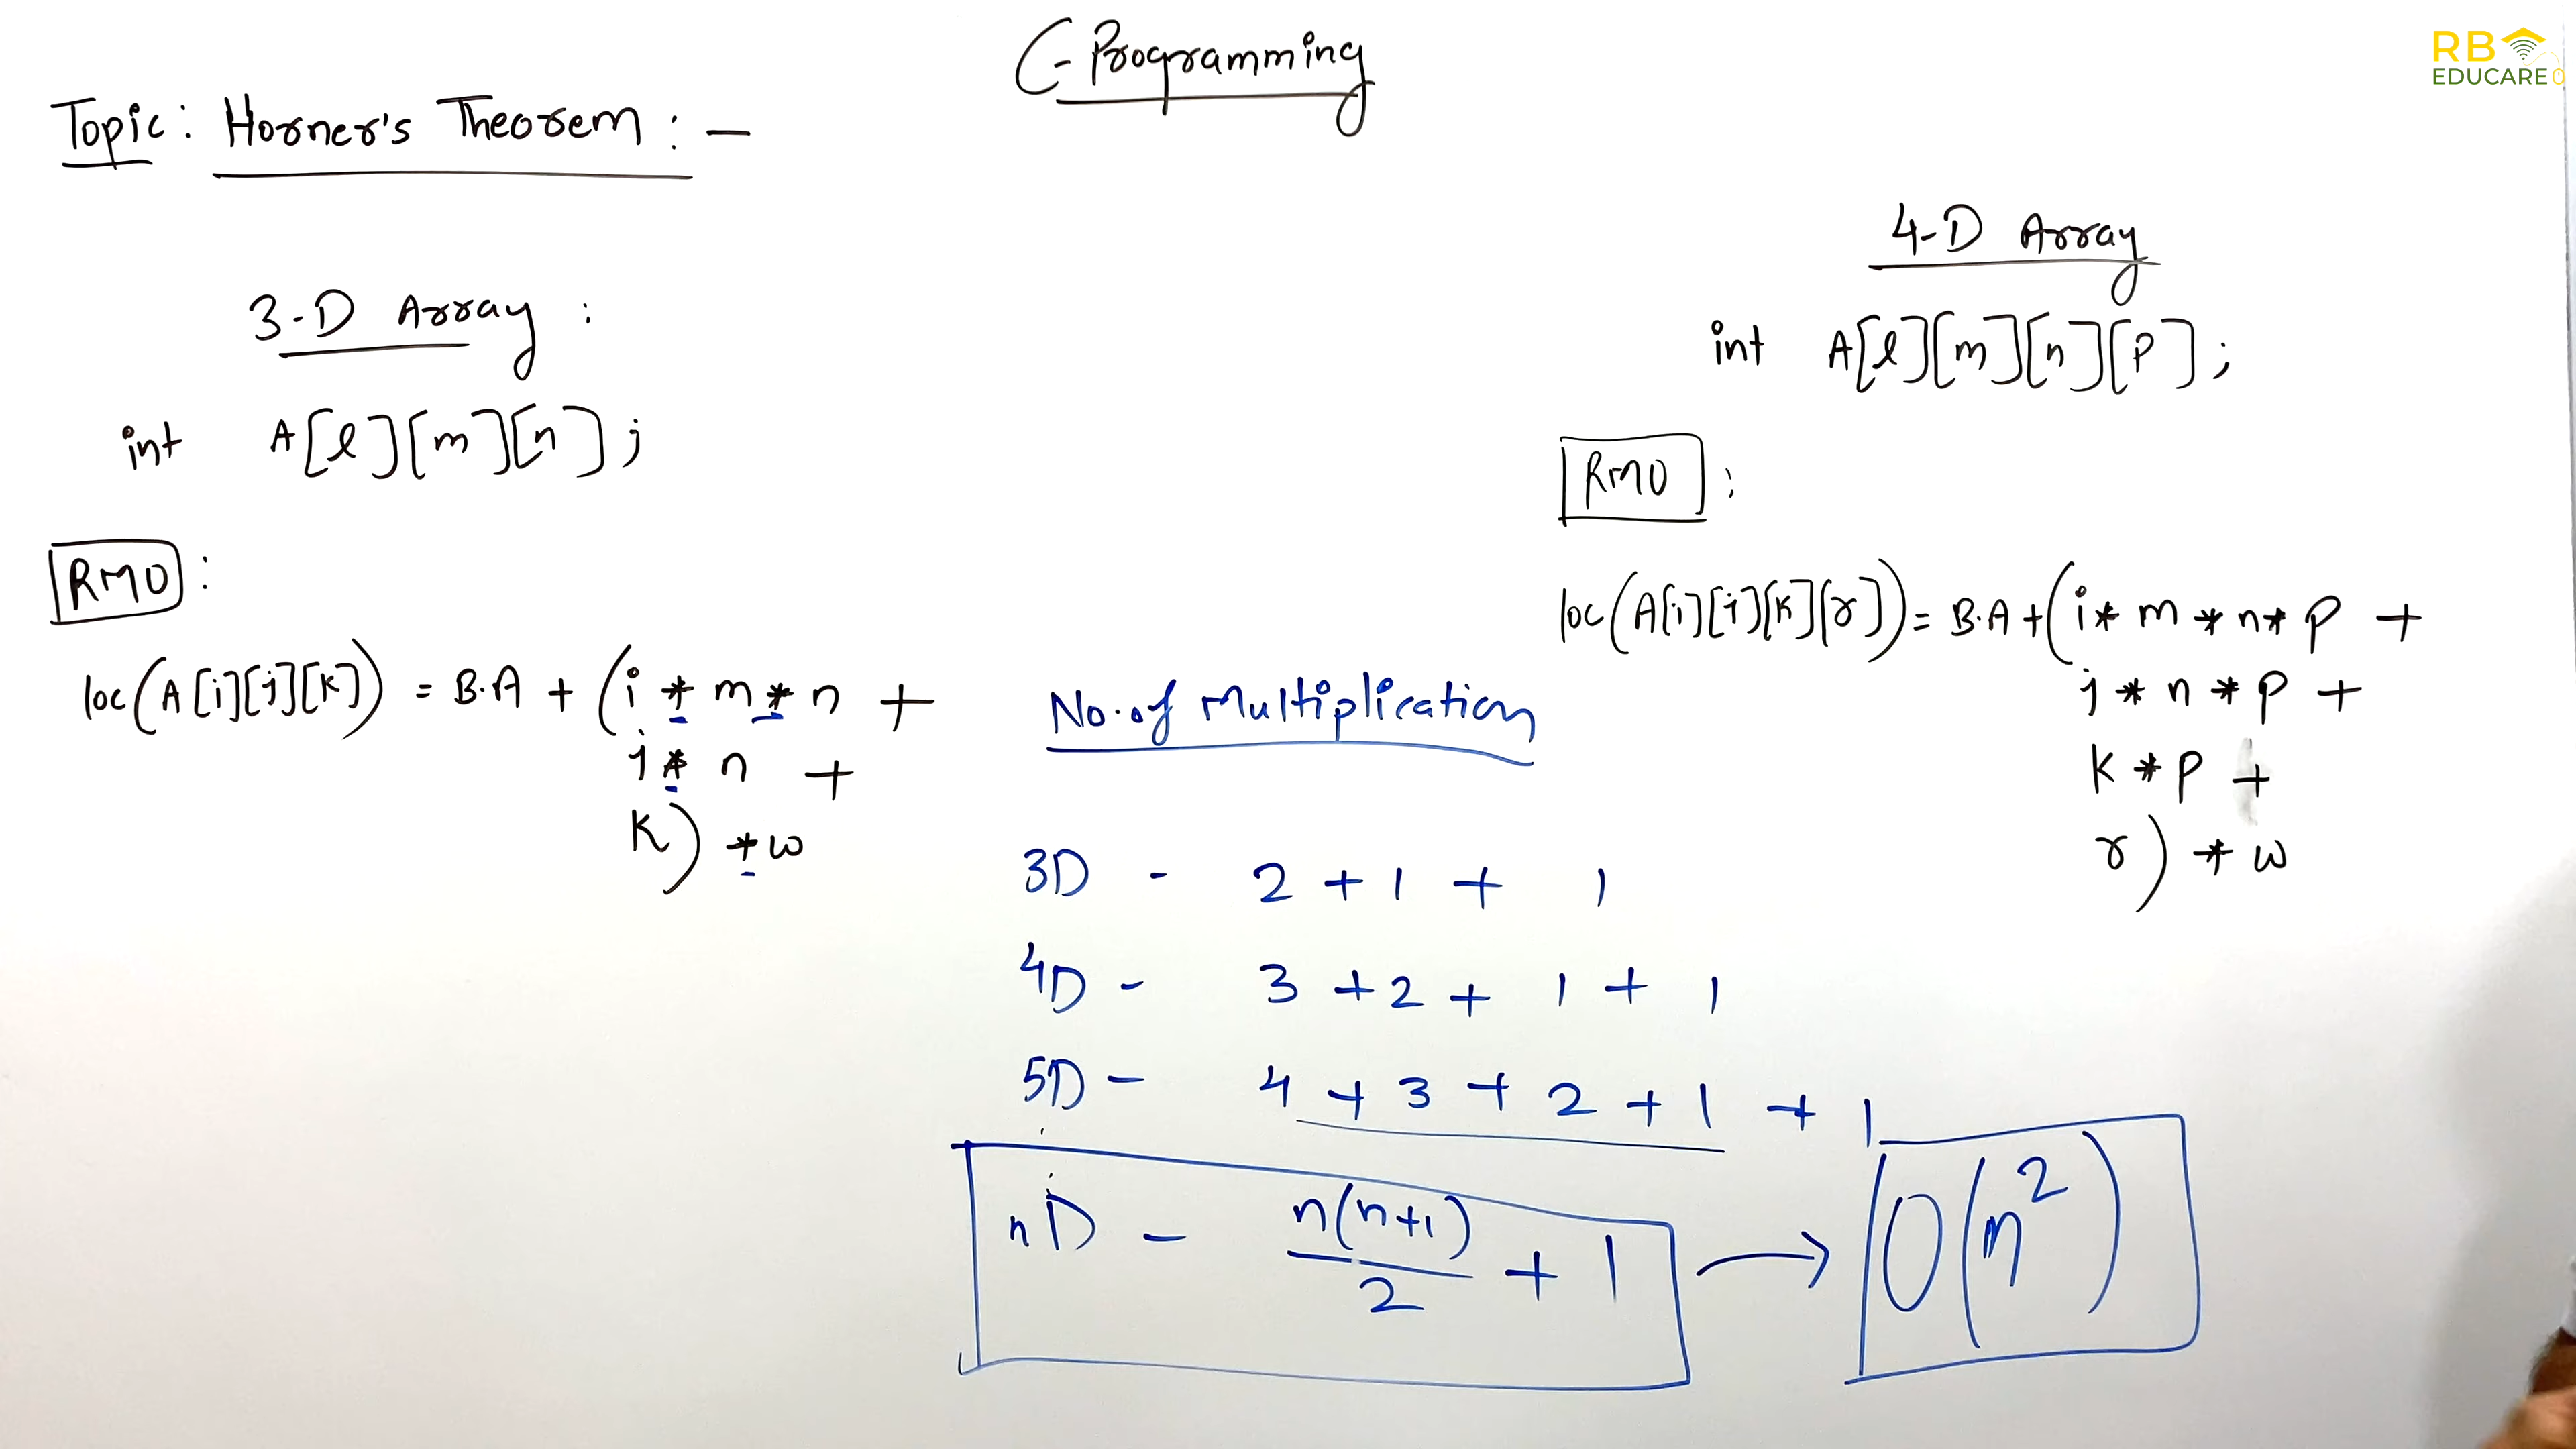 C-Programming
RB
EDUCARE
Topic: Horner's Theorem :-
3-D Array :
int A[l][m][n];
RMO :
loc(A[i][j][k]) = B.A + (i * m * n +
j * n +
k) * w
4-D Array
int A[l][m][n][p];
RMO :
loc(A[i][j][k][r]) = B.A + (i * m * n * p +
j * n * p +
k * p +
r) * w
No. of Multiplication
3D - 2 + 1 + 1
4D - 3 + 2 + 1 + 1
5D - 4 + 3 + 2 + 1 + 1
nD - n(n+1)/2 + 1 → O(n²)